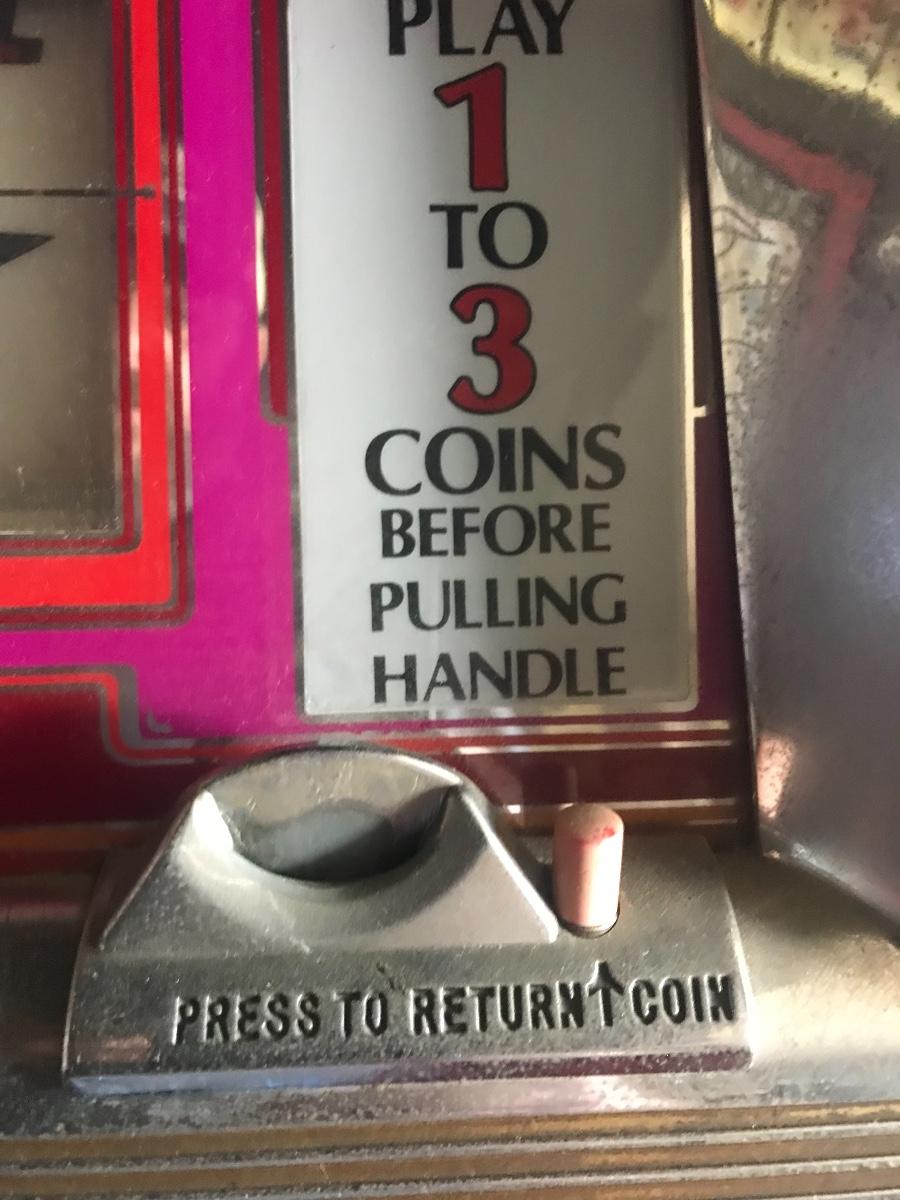 PLAY
1
TO
3
COINS
BEFORE
PULLING
HANDLE
PRESS TO RETURN↑COIN